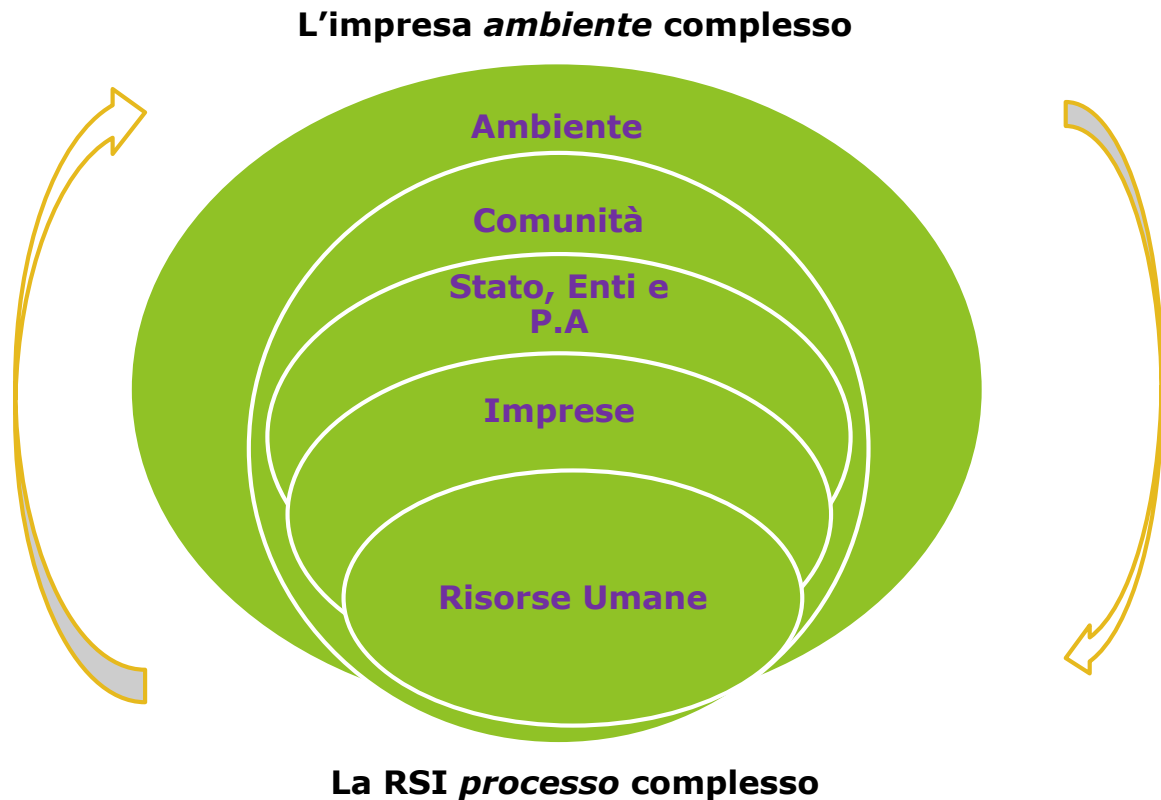 L’impresa ambiente complesso
Ambiente
Comunità
Stato, Enti e
P.A
Imprese
Risorse Umane
La RSI processo complesso